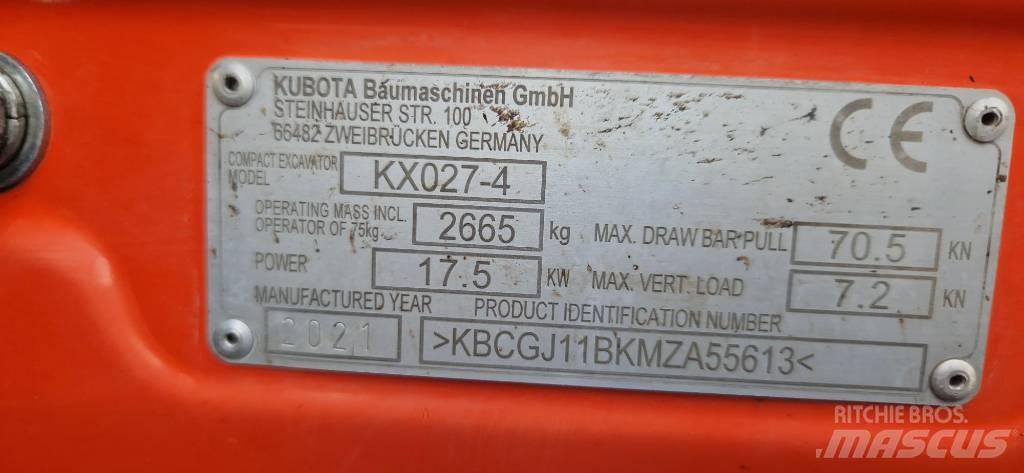 KUBOTA Baumaschinen GmbH
STEINHAUSER STR. 100
66482 ZWEIBRÜCKEN GERMANY
CE
COMPACT EXCAVATOR
MODEL
KX027-4
OPERATING MASS INCL.
OPERATOR OF 75kg
2665 kg
MAX. DRAW BAR PULL 70.5 KN
POWER 17.5 KW
MAX. VERT. LOAD 7.2 KN
MANUFACTURED YEAR
2021
PRODUCT IDENTIFICATION NUMBER
>KBCGJ11BKMZA55613<
RITCHIE BROS.
MASCUS